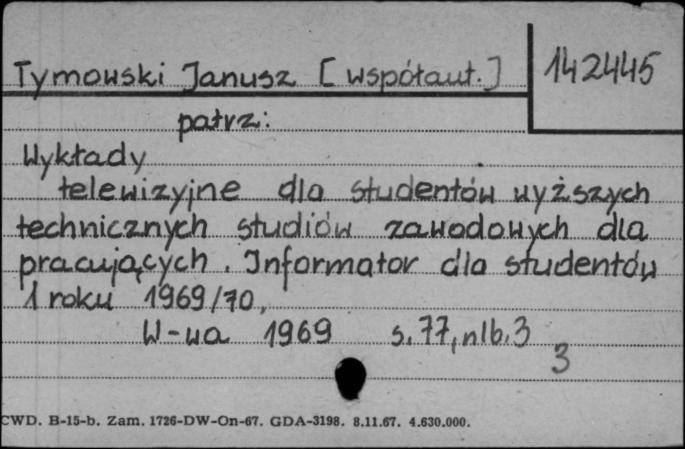 Tymowski Janusz [współaut.]
142445
patrz:
Wykłady
telewizyjne dla studentów wyższych
technicznych studiów zawodowych dla
pracujących. Informator dla studentów
1 roku 1969/70,
W-wa 1969 s. 77, nlb. 3
3
CWD. B-15-b. Zam. 1726-DW-On-67. GDA-3198. 8.11.67. 4.630.000.